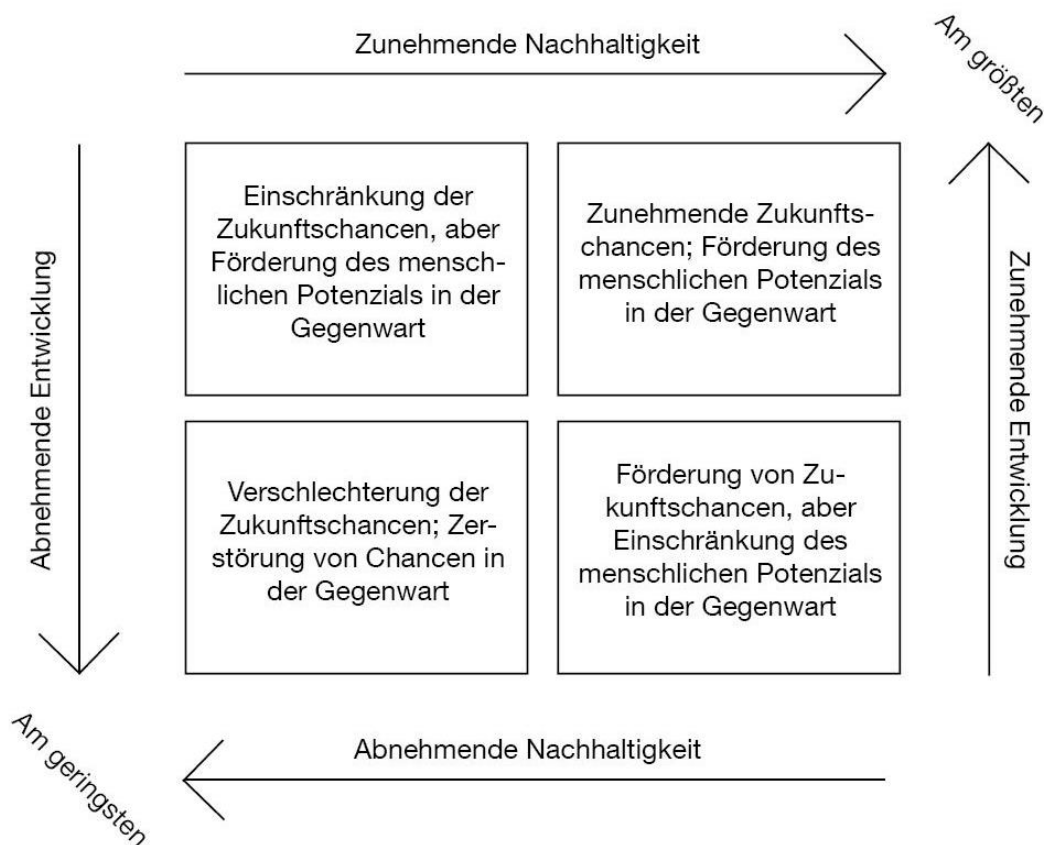 Zunehmende Nachhaltigkeit
Am größten
Abnehmende Entwicklung
Einschränkung der
Zukunftschancen, aber
Förderung des mensch-
lichen Potenzials in der
Gegenwart
Zunehmende Zukunfts-
chancen; Förderung des
menschlichen Potenzials
in der Gegenwart
Zunehmende Entwicklung
Verschlechterung der
Zukunftschancen; Zer-
störung von Chancen in
der Gegenwart
Förderung von Zu-
kunftschancen, aber
Einschränkung des
menschlichen Potenzials
in der Gegenwart
Am geringsten
Abnehmende Nachhaltigkeit